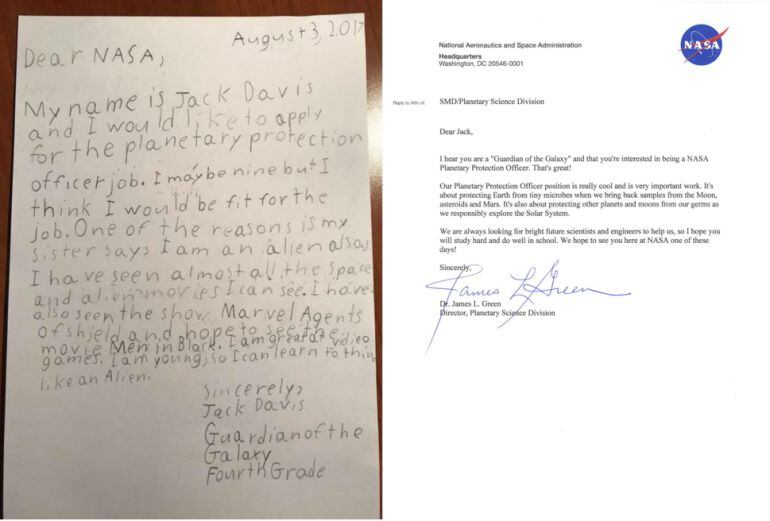 August 3, 2017
Dear NASA,
My name is Jack Davis
and I would like to apply
for the planetary protection
officer job. I maybe nine but I
think I would be fit for the
job. One of the reasons is my
sister says I am an alien also,
I have seen almost all the space
and alien movies I can see. I have
also seen the show Marvel Agents
of shield and hope to see the
movie Men in Black. I am great at vidieo
games. I am young, so I can learn to think
like an Alien.
Sincerely,
Jack Davis
Guardian of the
Galaxy
Fourth Grade
National Aeronautics and Space Administration
Headquarters
Washington, DC 20546-0001
NASA
Reply to Attn of:
SMD/Planetary Science Division
Dear Jack,
I hear you are a "Guardian of the Galaxy" and that you're interested in being a NASA
Planetary Protection Officer. That's great!
Our Planetary Protection Officer position is really cool and is very important work. It's
about protecting Earth from tiny microbes when we bring back samples from the Moon,
asteroids and Mars. It's also about protecting other planets and moons from our germs as
we responsibly explore the Solar System.
We are always looking for bright future scientists and engineers to help us, so I hope you
will study hard and do well in school. We hope to see you here at NASA one of these
days!
Sincerely,
James L Green
Dr. James L. Green
Director, Planetary Science Division